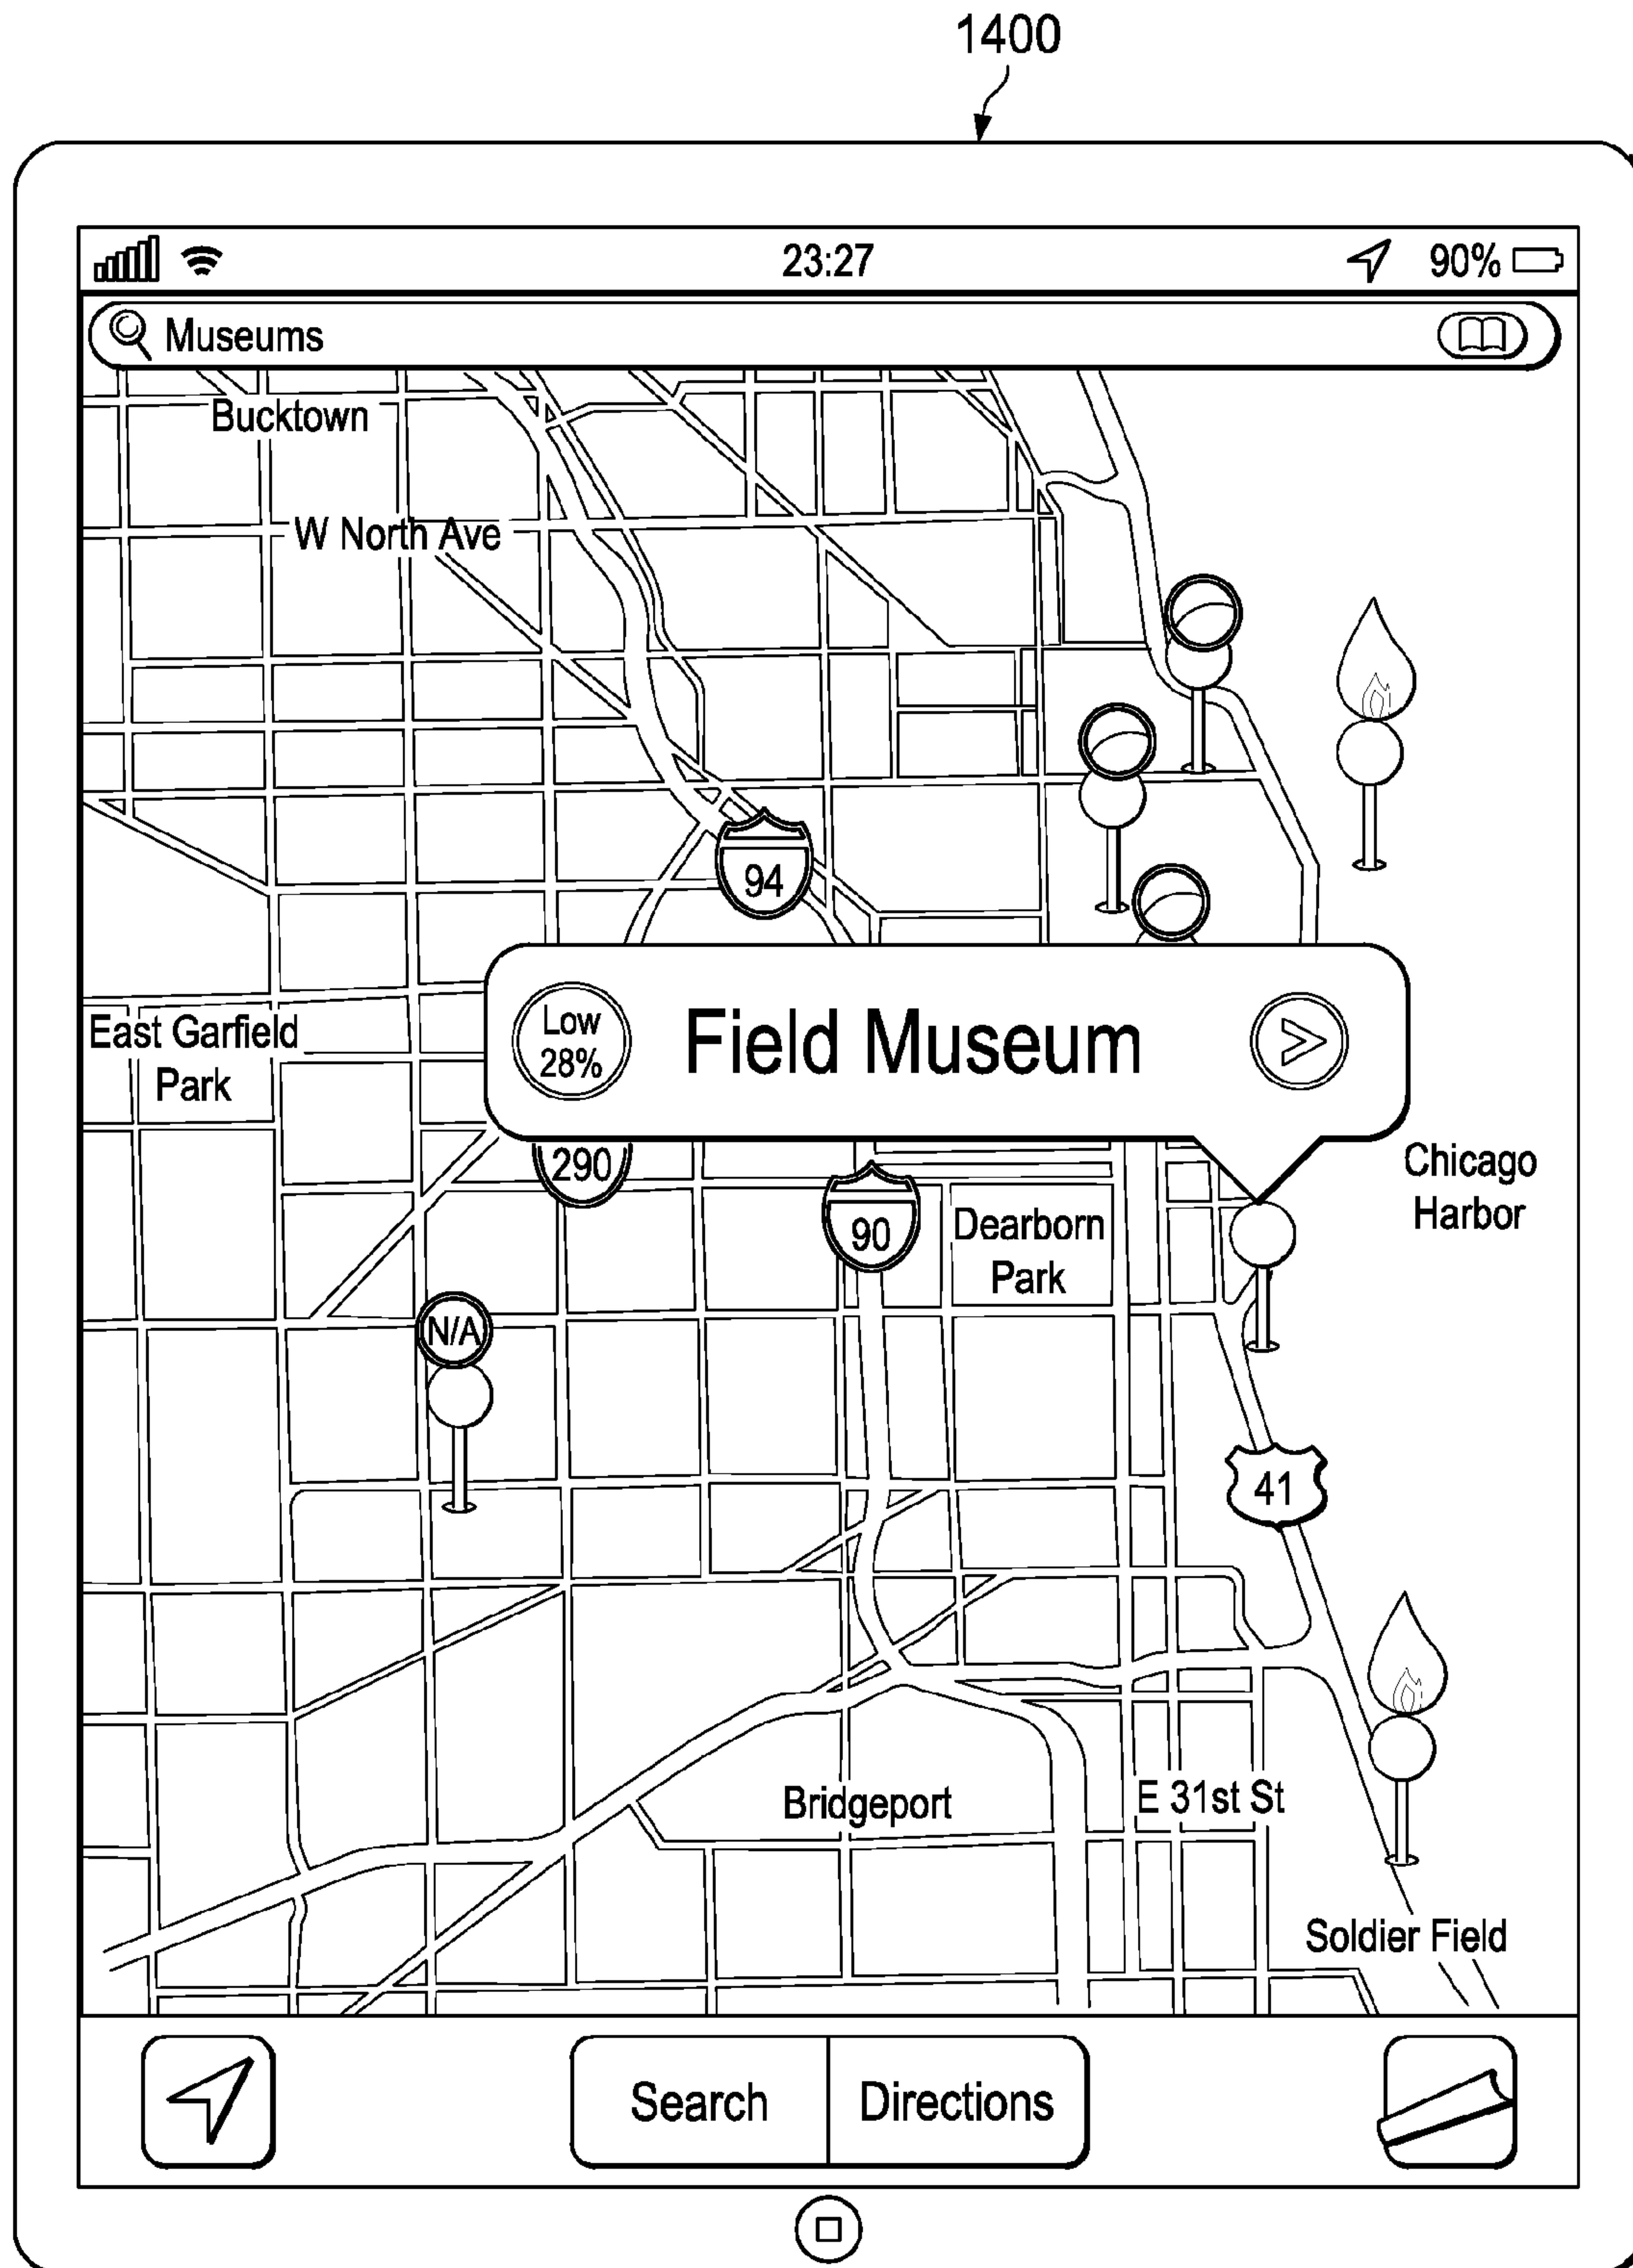 1400
23:27
90%
Museums
Bucktown
W North Ave
94
Low
28%
Field Museum
East Garfield
Park
290
90
Dearborn
Park
Chicago
Harbor
N/A
41
Bridgeport
E 31st St
Soldier Field
Search
Directions